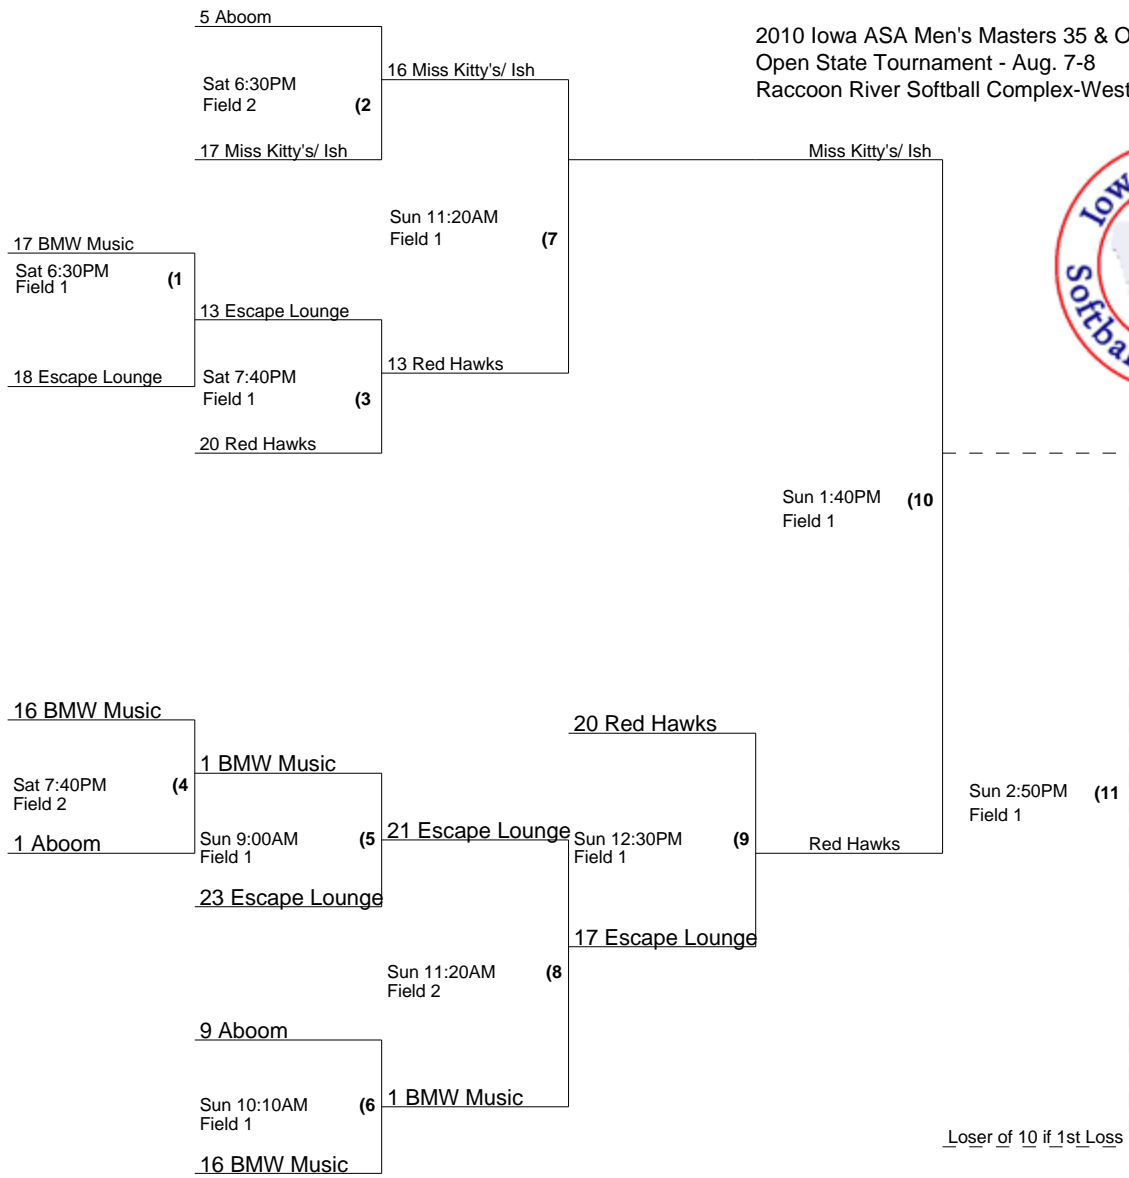 5 Aboom
2010 Iowa ASA Men's Masters 35 & O
Open State Tournament - Aug. 7-8
Raccoon River Softball Complex-West
16 Miss Kitty's/ Ish
Sat 6:30PM
Field 2 (2
17 Miss Kitty's/ Ish
Miss Kitty's/ Ish
Iow
Softba
Sun 11:20AM
Field 1 (7
17 BMW Music
Sat 6:30PM
Field 1 (1
13 Escape Lounge
18 Escape Lounge
Sat 7:40PM
Field 1 (3
13 Red Hawks
20 Red Hawks
Sun 1:40PM (10
Field 1
16 BMW Music
20 Red Hawks
1 BMW Music
Sat 7:40PM (4
Field 2
1 Aboom
Sun 9:00AM (5
Field 1
21 Escape Lounge
Sun 12:30PM (9
Field 1
Red Hawks
Sun 2:50PM (11
Field 1
23 Escape Lounge
17 Escape Lounge
Sun 11:20AM (8
Field 2
9 Aboom
1 BMW Music
Sun 10:10AM (6
Field 1
16 BMW Music
Loser of 10 if 1st Loss